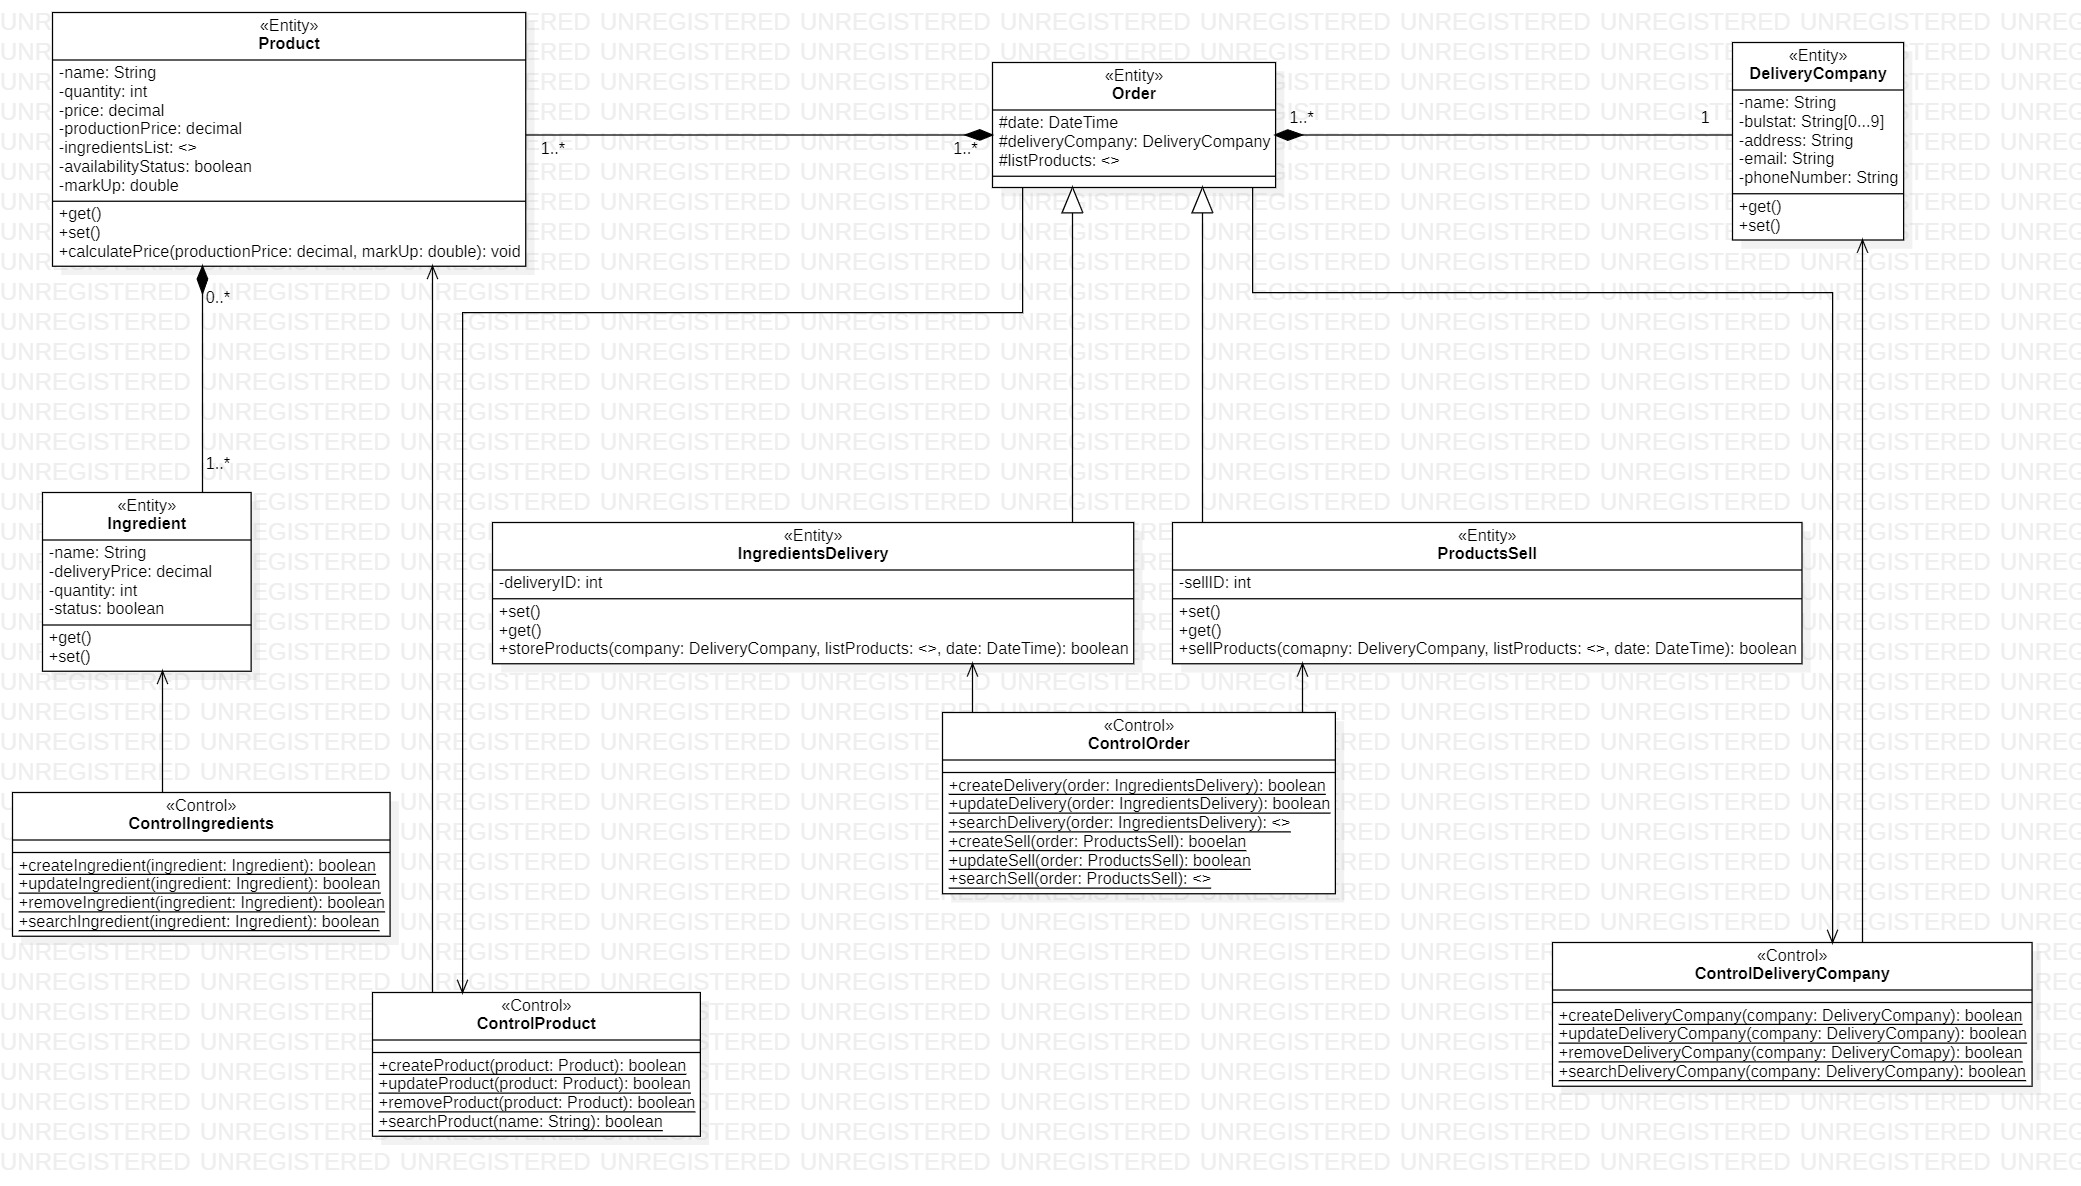 «Entity»
Product
-name: String
-quantity: int
-price: decimal
-productionPrice: decimal
-ingredientsList: <>
-availabilityStatus: boolean
-markUp: double
+get()
+set()
+calculatePrice(productionPrice: decimal, markUp: double): void
1..*
1..*
«Entity»
Order
#date: DateTime
#deliveryCompany: DeliveryCompany
#listProducts: <>
1..*
1
«Entity»
DeliveryCompany
-name: String
-bulstat: String[0...9]
-address: String
-email: String
-phoneNumber: String
+get()
+set()
0..*
1..*
«Entity»
Ingredient
-name: String
-deliveryPrice: decimal
-quantity: int
-status: boolean
+get()
+set()
«Entity»
IngredientsDelivery
-deliveryID: int
+set()
+get()
+storeProducts(company: DeliveryCompany, listProducts: <>, date: DateTime): boolean
«Entity»
ProductsSell
-sellID: int
+set()
+get()
+sellProducts(comapny: DeliveryCompany, listProducts: <>, date: DateTime): boolean
«Control»
ControlOrder
+createDelivery(order: IngredientsDelivery): boolean
+updateDelivery(order: IngredientsDelivery): boolean
+searchDelivery(order: IngredientsDelivery): <>
+createSell(order: ProductsSell): booelan
+updateSell(order: ProductsSell): boolean
+searchSell(order: ProductsSell): <>
«Control»
ControlIngredients
+createIngredient(ingredient: Ingredient): boolean
+updateIngredient(ingredient: Ingredient): boolean
+removeIngredient(ingredient: Ingredient): boolean
+searchIngredient(ingredient: Ingredient): boolean
«Control»
ControlProduct
+createProduct(product: Product): boolean
+updateProduct(product: Product): boolean
+removeProduct(product: Product): boolean
+searchProduct(name: String): boolean
«Control»
ControlDeliveryCompany
+createDeliveryCompany(company: DeliveryCompany): boolean
+updateDeliveryCompany(company: DeliveryCompany): boolean
+removeDeliveryCompany(company: DeliveryComapy): boolean
+searchDeliveryCompany(company: DeliveryCompany): boolean
UNREGISTERED